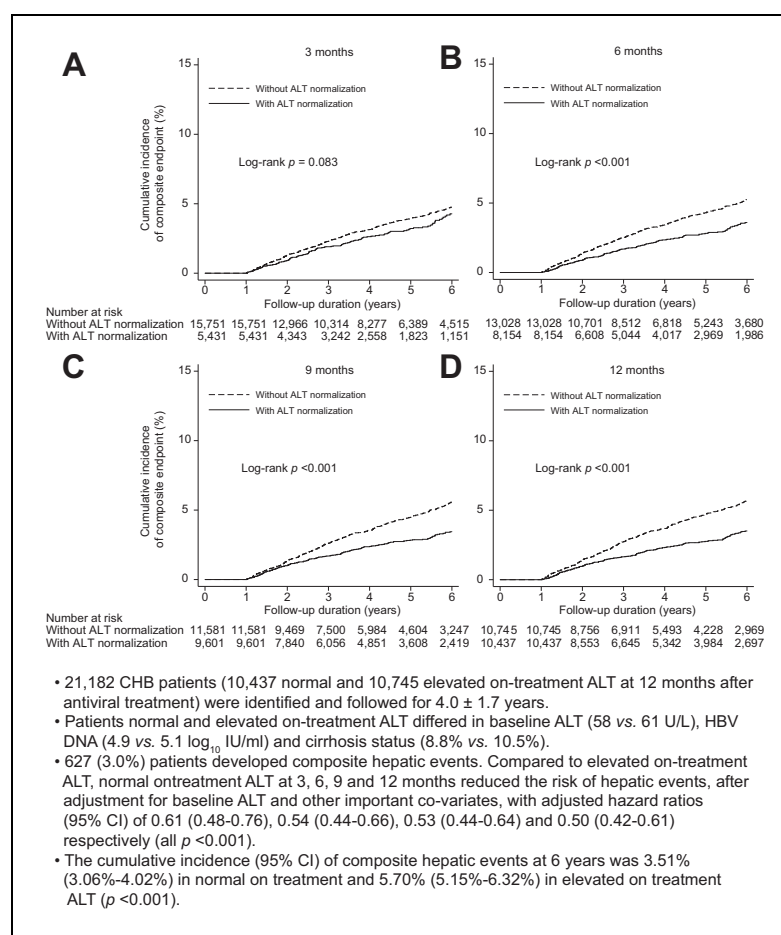 A
3 months
15
10
5
0
Cumulative incidence
of composite endpoint (%)
Without ALT normalization
With ALT normalization
Log-rank p = 0.083
0 1 2 3 4 5 6
Follow-up duration (years)
Number at risk
Without ALT normalization 15,751 15,751 12,966 10,314 8,277 6,389 4,515
With ALT normalization 5,431 5,431 4,343 3,242 2,558 1,823 1,151
B
6 months
15
10
5
0
Without ALT normalization
With ALT normalization
Log-rank p <0.001
0 1 2 3 4 5 6
Follow-up duration (years)
13,028 13,028 10,701 8,512 6,818 5,243 3,680
8,154 8,154 6,608 5,044 4,017 2,969 1,986
C
9 months
15
10
5
0
Cumulative incidence
of composite endpoint (%)
Without ALT normalization
With ALT normalization
Log-rank p <0.001
0 1 2 3 4 5 6
Follow-up duration (years)
Number at risk
Without ALT normalization 11,581 11,581 9,469 7,500 5,984 4,604 3,247
With ALT normalization 9,601 9,601 7,840 6,056 4,851 3,608 2,419
D
12 months
15
10
5
0
Without ALT normalization
With ALT normalization
Log-rank p <0.001
0 1 2 3 4 5 6
Follow-up duration (years)
10,745 10,745 8,756 6,911 5,493 4,228 2,969
10,437 10,437 8,553 6,645 5,342 3,984 2,697
• 21,182 CHB patients (10,437 normal and 10,745 elevated on-treatment ALT at 12 months after
antiviral treatment) were identified and followed for 4.0 ± 1.7 years.
• Patients normal and elevated on-treatment ALT differed in baseline ALT (58 vs. 61 U/L), HBV
DNA (4.9 vs. 5.1 log10 IU/ml) and cirrhosis status (8.8% vs. 10.5%).
• 627 (3.0%) patients developed composite hepatic events. Compared to elevated on-treatment
ALT, normal ontreatment ALT at 3, 6, 9 and 12 months reduced the risk of hepatic events, after
adjustment for baseline ALT and other important co-variates, with adjusted hazard ratios
(95% CI) of 0.61 (0.48-0.76), 0.54 (0.44-0.66), 0.53 (0.44-0.64) and 0.50 (0.42-0.61)
respectively (all p <0.001).
• The cumulative incidence (95% CI) of composite hepatic events at 6 years was 3.51%
(3.06%-4.02%) in normal on treatment and 5.70% (5.15%-6.32%) in elevated on treatment
ALT (p <0.001).